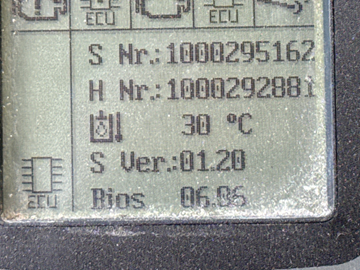 ECU ECU
S Nr.:1000295162
H Nr.:1000292881
30 °C
S Ver.:01.20
ECU
Bios 06.06